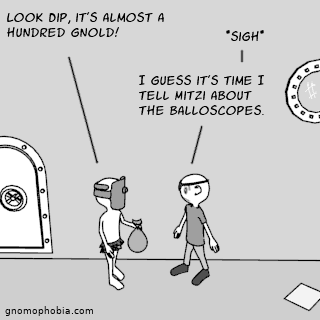 LOOK DIP, IT'S ALMOST A
HUNDRED GNOLD!
*SIGH*
I GUESS IT'S TIME I
TELL MITZI ABOUT
THE BALLOSCOPES.
gnomophobia.com